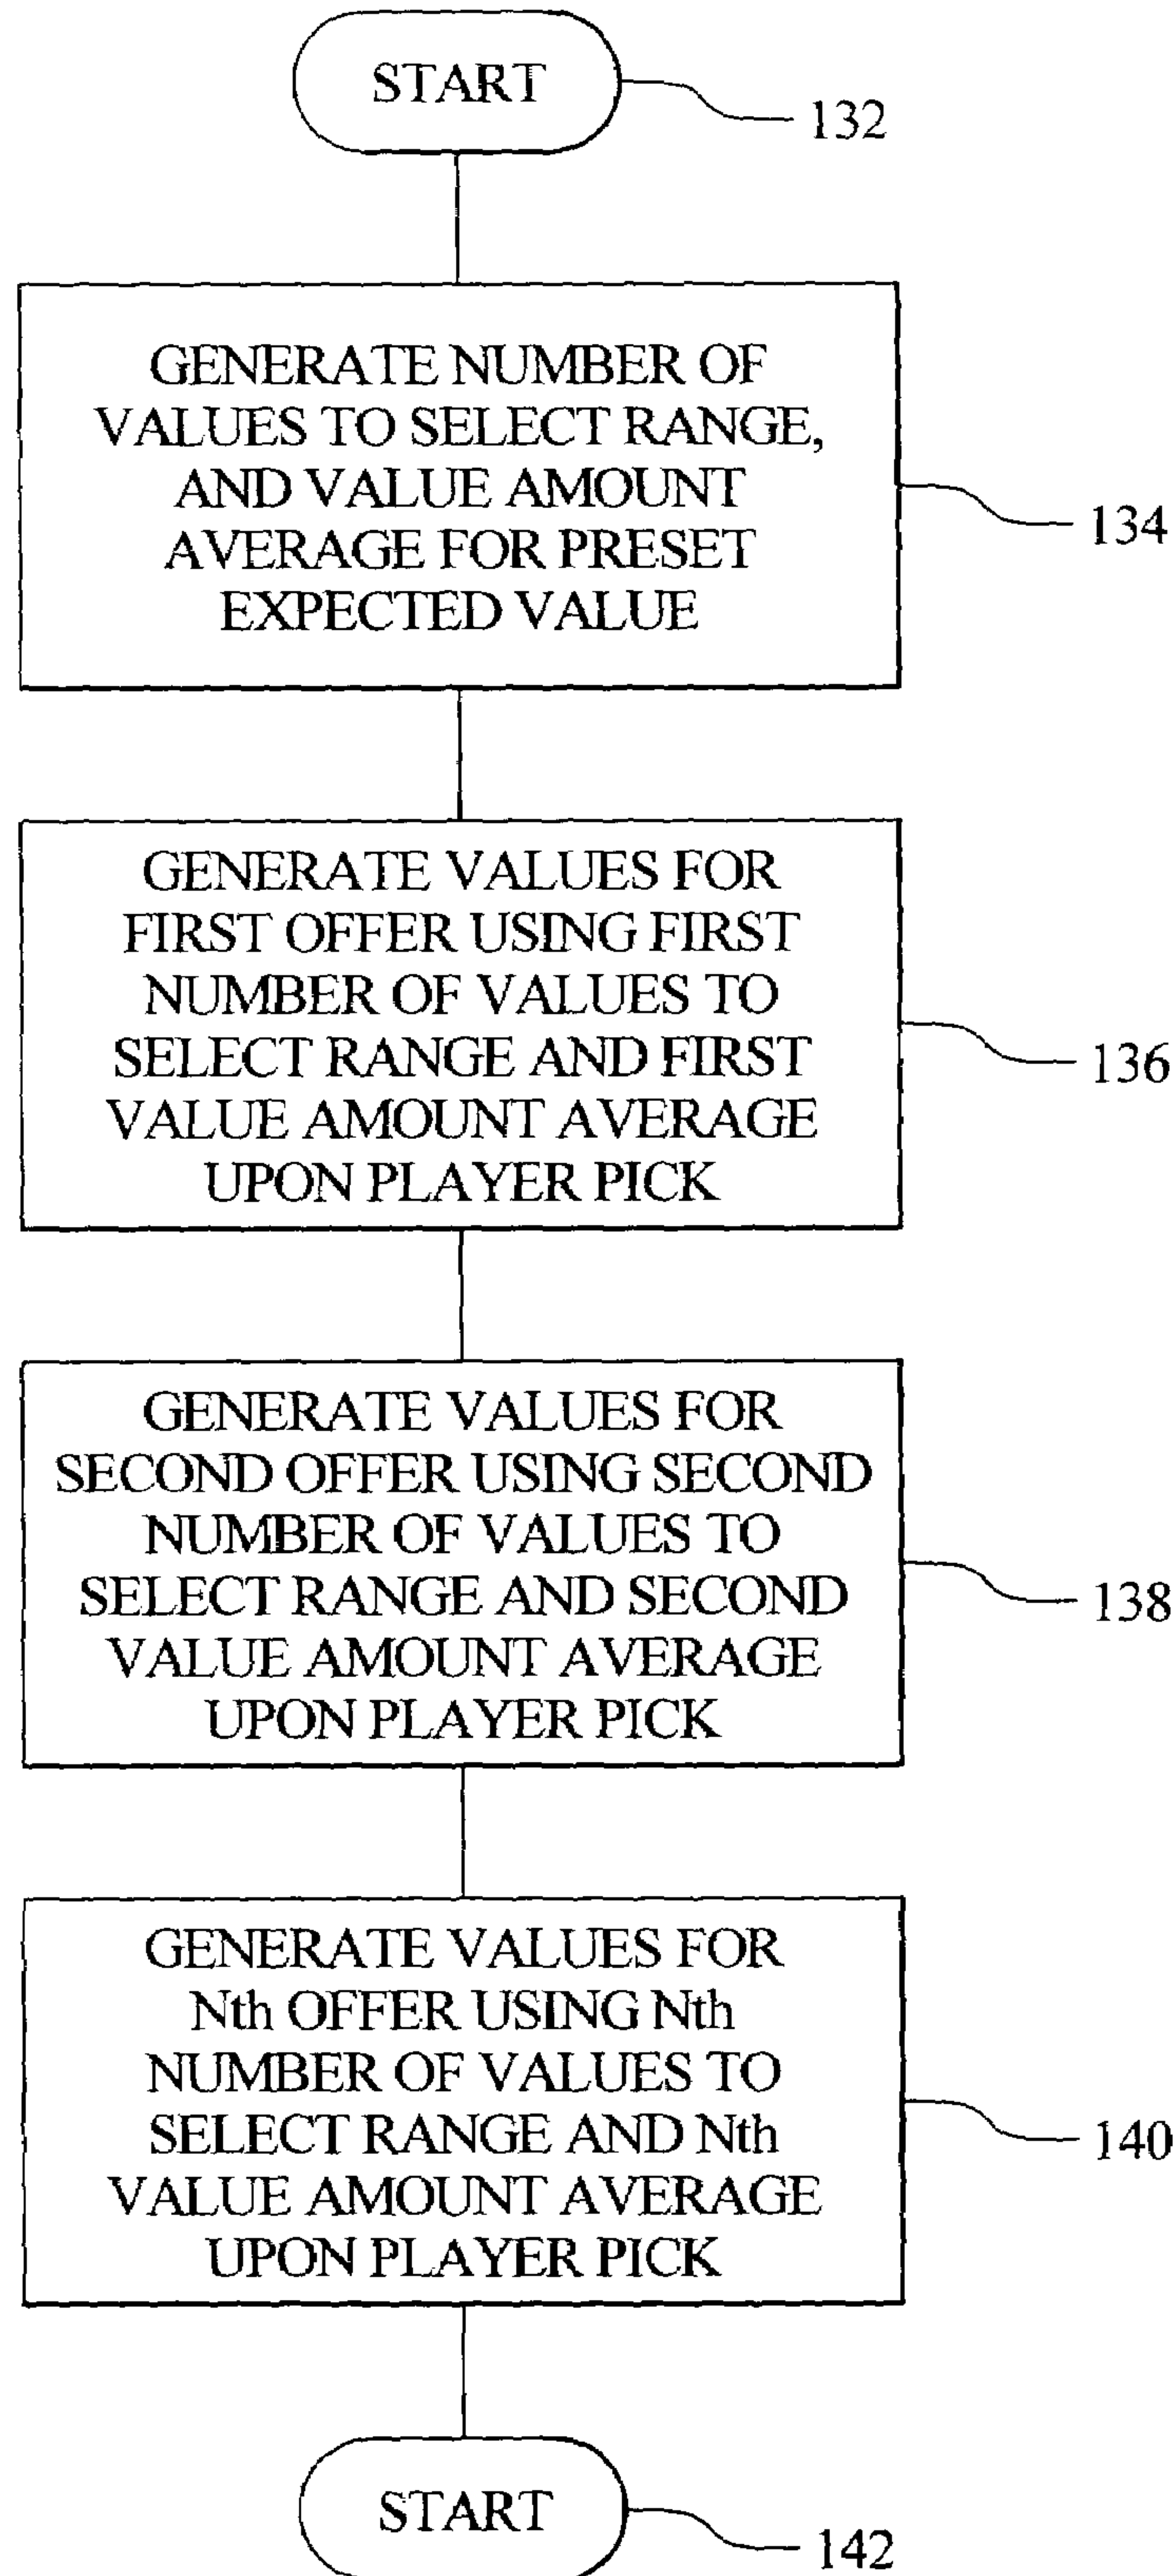 START
132
GENERATE NUMBER OF
VALUES TO SELECT RANGE,
AND VALUE AMOUNT
AVERAGE FOR PRESET
EXPECTED VALUE
134
GENERATE VALUES FOR
FIRST OFFER USING FIRST
NUMBER OF VALUES TO
SELECT RANGE AND FIRST
VALUE AMOUNT AVERAGE
UPON PLAYER PICK
136
GENERATE VALUES FOR
SECOND OFFER USING SECOND
NUMBER OF VALUES TO
SELECT RANGE AND SECOND
VALUE AMOUNT AVERAGE
UPON PLAYER PICK
138
GENERATE VALUES FOR
Nth OFFER USING Nth
NUMBER OF VALUES TO
SELECT RANGE AND Nth
VALUE AMOUNT AVERAGE
UPON PLAYER PICK
140
START
142